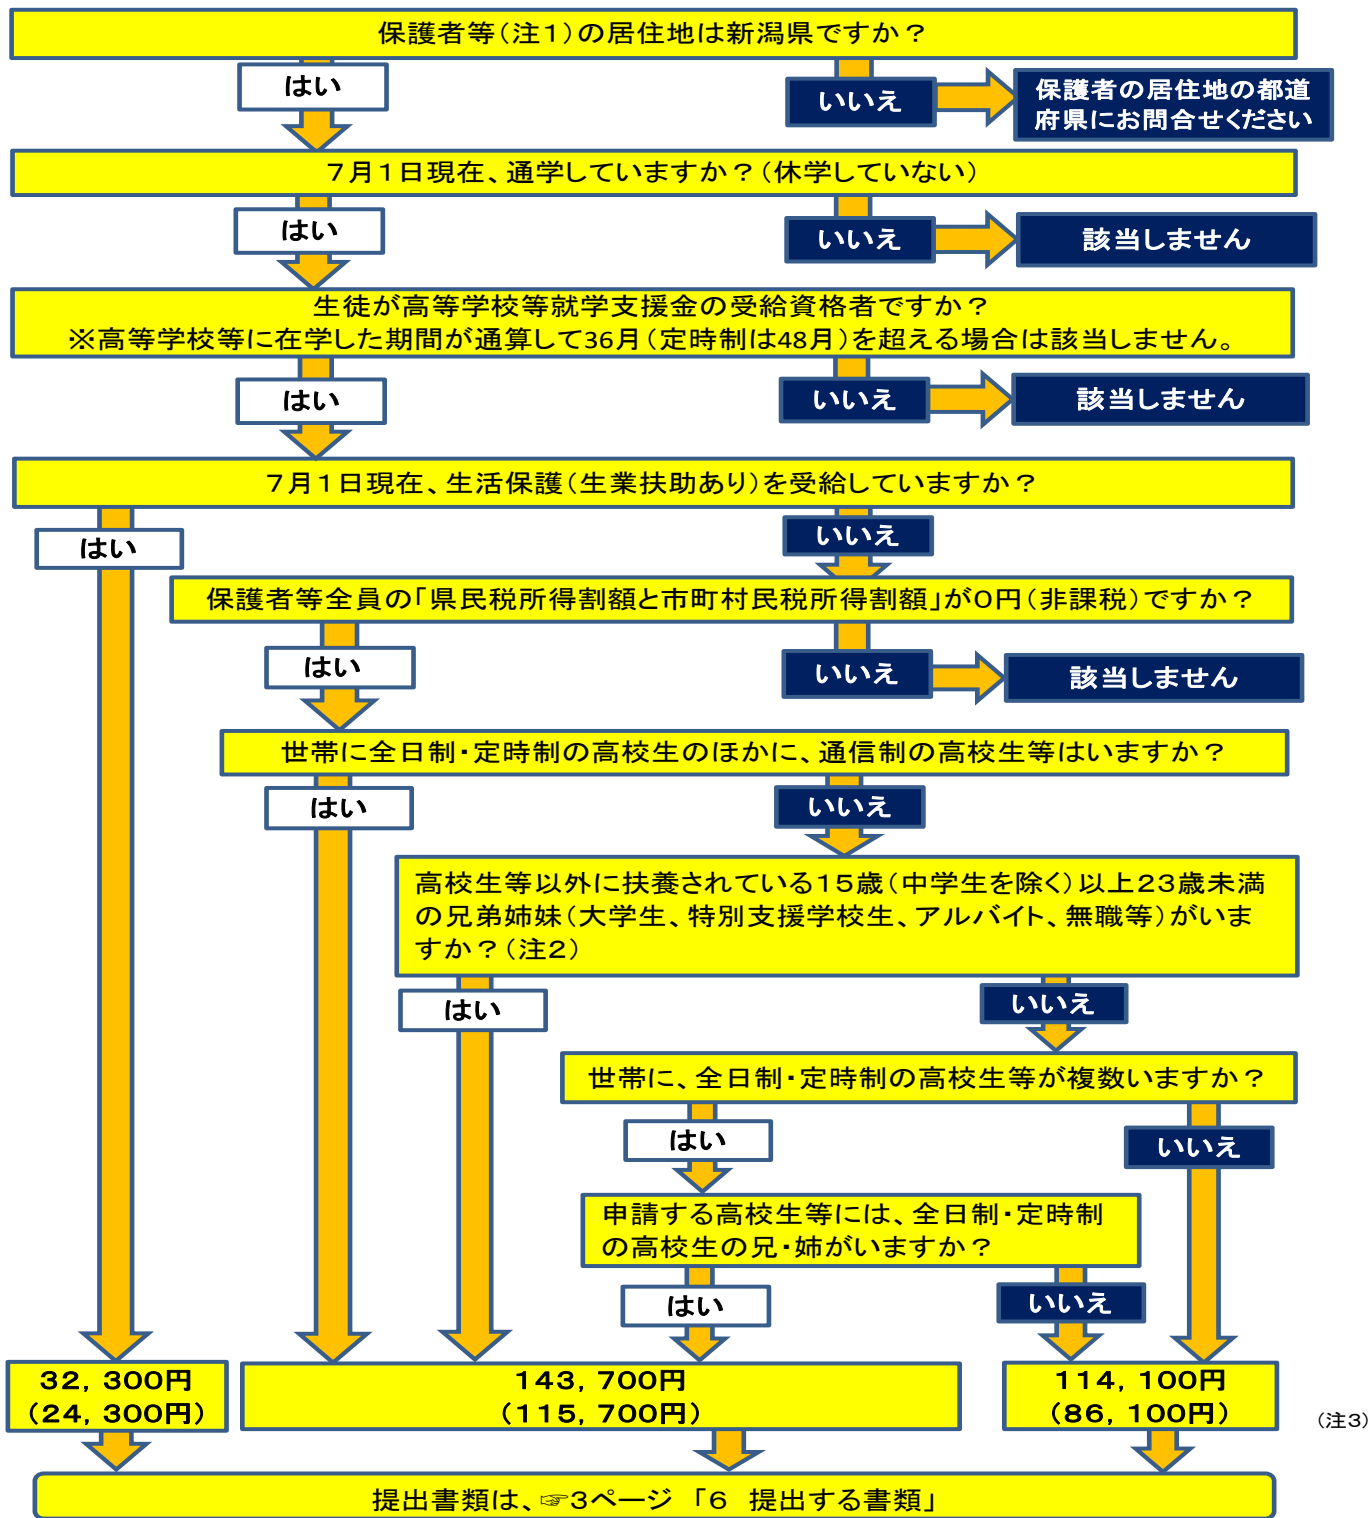 保護者等(注1)の居住地は新潟県ですか?
はい
いいえ
保護者の居住地の都道
府県にお問合せください
7月1日現在、通学していますか?(休学していない)
はい
いいえ
該当しません
生徒が高等学校等就学支援金の受給資格者ですか?
※高等学校等に在学した期間が通算して36月(定時制は48月)を超える場合は該当しません。
はい
いいえ
該当しません
7月1日現在、生活保護(生業扶助あり)を受給していますか?
はい
いいえ
保護者等全員の「県民税所得割額と市町村民税所得割額」が0円(非課税)ですか?
はい
いいえ
該当しません
世帯に全日制・定時制の高校生のほかに、通信制の高校生等はいますか?
はい
いいえ
高校生等以外に扶養されている15歳(中学生を除く)以上23歳未満
の兄弟姉妹(大学生、特別支援学校生、アルバイト、無職等)がいま
すか?(注2)
はい
いいえ
世帯に、全日制・定時制の高校生等が複数いますか?
はい
いいえ
申請する高校生等には、全日制・定時制
の高校生の兄・姉がいますか?
はい
いいえ
32,300円
(24,300円)
143,700円
(115,700円)
114,100円
(86,100円)
(注3)
提出書類は、☞3ページ 「6 提出する書類」